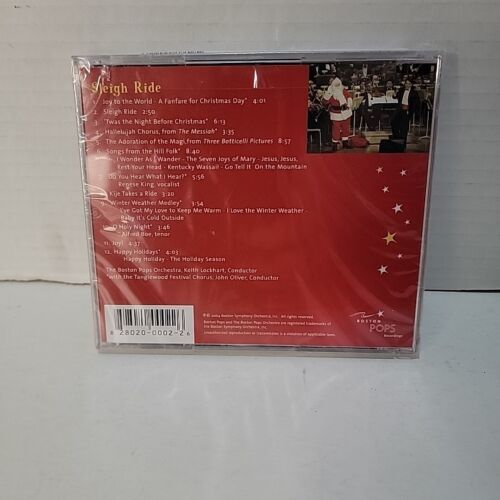 Sleigh Ride
1. Joy to the World - A Fanfare for Christmas Day* 4:01
2. Sleigh Ride 2:50
3. 'Twas the Night Before Christmas* 6:13
4. Hallelujah Chorus, from The Messiah* 3:35
5. The Adoration of the Magi, from Three Botticelli Pictures 8:57
6. Songs from the Hill Folk* 8:40
I Wonder As I Wander - The Seven Joys of Mary - Jesus, Jesus,
Rest Your Head - Kentucky Wassail - Go Tell It On the Mountain
7. Do You Hear What I Hear?* 5:56
Regese King, vocalist
8. Kije Takes a Ride 3:20
9. Winter Weather Medley* 3:54
I've Got My Love to Keep Me Warm - I Love the Winter Weather -
Baby It's Cold Outside
10. O Holy Night* 3:46
Alfred Boe, tenor
11. Joy! 4:37
12. Happy Holidays* 4:03
Happy Holiday - The Holiday Season
The Boston Pops Orchestra, Keith Lockhart, Conductor
*with the Tanglewood Festival Chorus, John Oliver, Conductor
℗ © 2004 Boston Symphony Orchestra, Inc. All rights reserved.
Boston Pops and The Boston Pops Orchestra are registered trademarks of
the Boston Symphony Orchestra, Inc.
Unauthorized reproduction or transmission is a violation of applicable laws.
8 28020-0002-2 6
BOSTON
POPS
Recordings